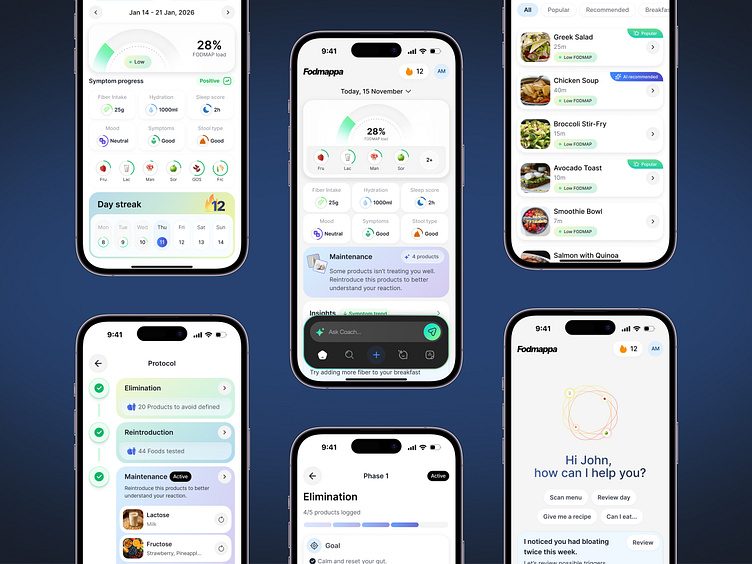 Jan 14 - 21 Jan, 2026
28%
FODMAP load
Low
Symptom progress
Positive
Fiber Intake
Hydration
Sleep score
25g
1000ml
2h
Mood
Symptoms
Stool type
Neutral
Good
Good
Fru
Lac
Man
Sor
GOS
Frc
Day streak
12
Mon
Tue
Wed
Thu
Fri
Sat
Sun
8
9
10
11
12
13
14
9:41
Fodmappa
12
AM
Today, 15 November
28%
FODMAP load
Fru
Lac
Man
Sor
2+
Fiber Intake
Hydration
Sleep score
25g
1000ml
2h
Mood
Symptoms
Stool type
Neutral
Good
Good
Maintenance
4 products
Some products isn't treating you well.
Reintroduce this products to better
understand your reaction.
Insights
Symptom trend
Ask Coach...
Try adding more fiber to your breakfast
All
Popular
Recommended
Breakfas
Greek Salad
Popular
25m
Low FODMAP
Chicken Soup
AI recommended
40m
Low FODMAP
Broccoli Stir-Fry
15m
Low FODMAP
Avocado Toast
Popular
10m
Low FODMAP
Smoothie Bowl
7m
Low FODMAP
Salmon with Quinoa
9:41
Protocol
Elimination
20 Products to avoid defined
Reintroduction
44 Foods tested
Maintenance
Active
Reintroduce this products to better
understand your reaction.
Lactose
Milk
Fructose
Strawberry, Pineappl...
9:41
Phase 1
Active
Elimination
4/5 products logged
Goal
Calm and reset your gut.
9:41
Fodmappa
12
AM
Hi John,
how can I help you?
Scan menu
Review day
Give me a recipe
Can I eat...
I noticed you had bloating
twice this week.
Review
Let's review possible triggers